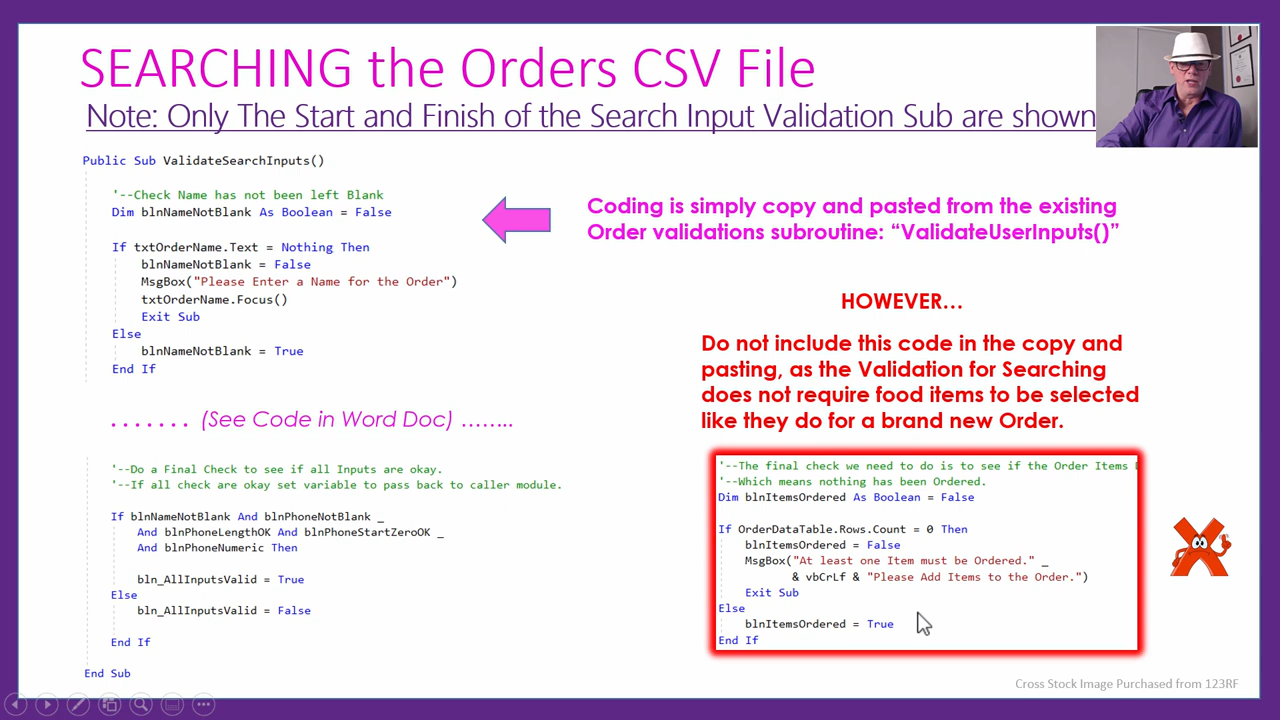 SEARCHING the Orders CSV File
Note: Only The Start and Finish of the Search Input Validation Sub are shown
Public Sub ValidateSearchInputs()
'--Check Name has not been left Blank
Dim blnNameNotBlank As Boolean = False
If txtOrderName.Text = Nothing Then
blnNameNotBlank = False
MsgBox("Please Enter a Name for the Order")
txtOrderName.Focus()
Exit Sub
Else
blnNameNotBlank = True
End If
....... (See Code in Word Doc) ........
'--Do a Final Check to see if all Inputs are okay.
'--If all check are okay set variable to pass back to caller module.
If blnNameNotBlank And blnPhoneNotBlank _
And blnPhoneLengthOK And blnPhoneStartZeroOK _
And blnPhoneNumeric Then
bln_AllInputsValid = True
Else
bln_AllInputsValid = False
End If
End Sub
Coding is simply copy and pasted from the existing
Order validations subroutine: “ValidateUserInputs()”
HOWEVER…
Do not include this code in the copy and
pasting, as the Validation for Searching
does not require food items to be selected
like they do for a brand new Order.
'--The final check we need to do is to see if the Order Items
'--Which means nothing has been Ordered.
Dim blnItemsOrdered As Boolean = False
If OrderDataTable.Rows.Count = 0 Then
blnItemsOrdered = False
MsgBox("At least one Item must be Ordered." _
& vbCrLf & "Please Add Items to the Order.")
Exit Sub
Else
blnItemsOrdered = True
End If
Cross Stock Image Purchased from 123RF